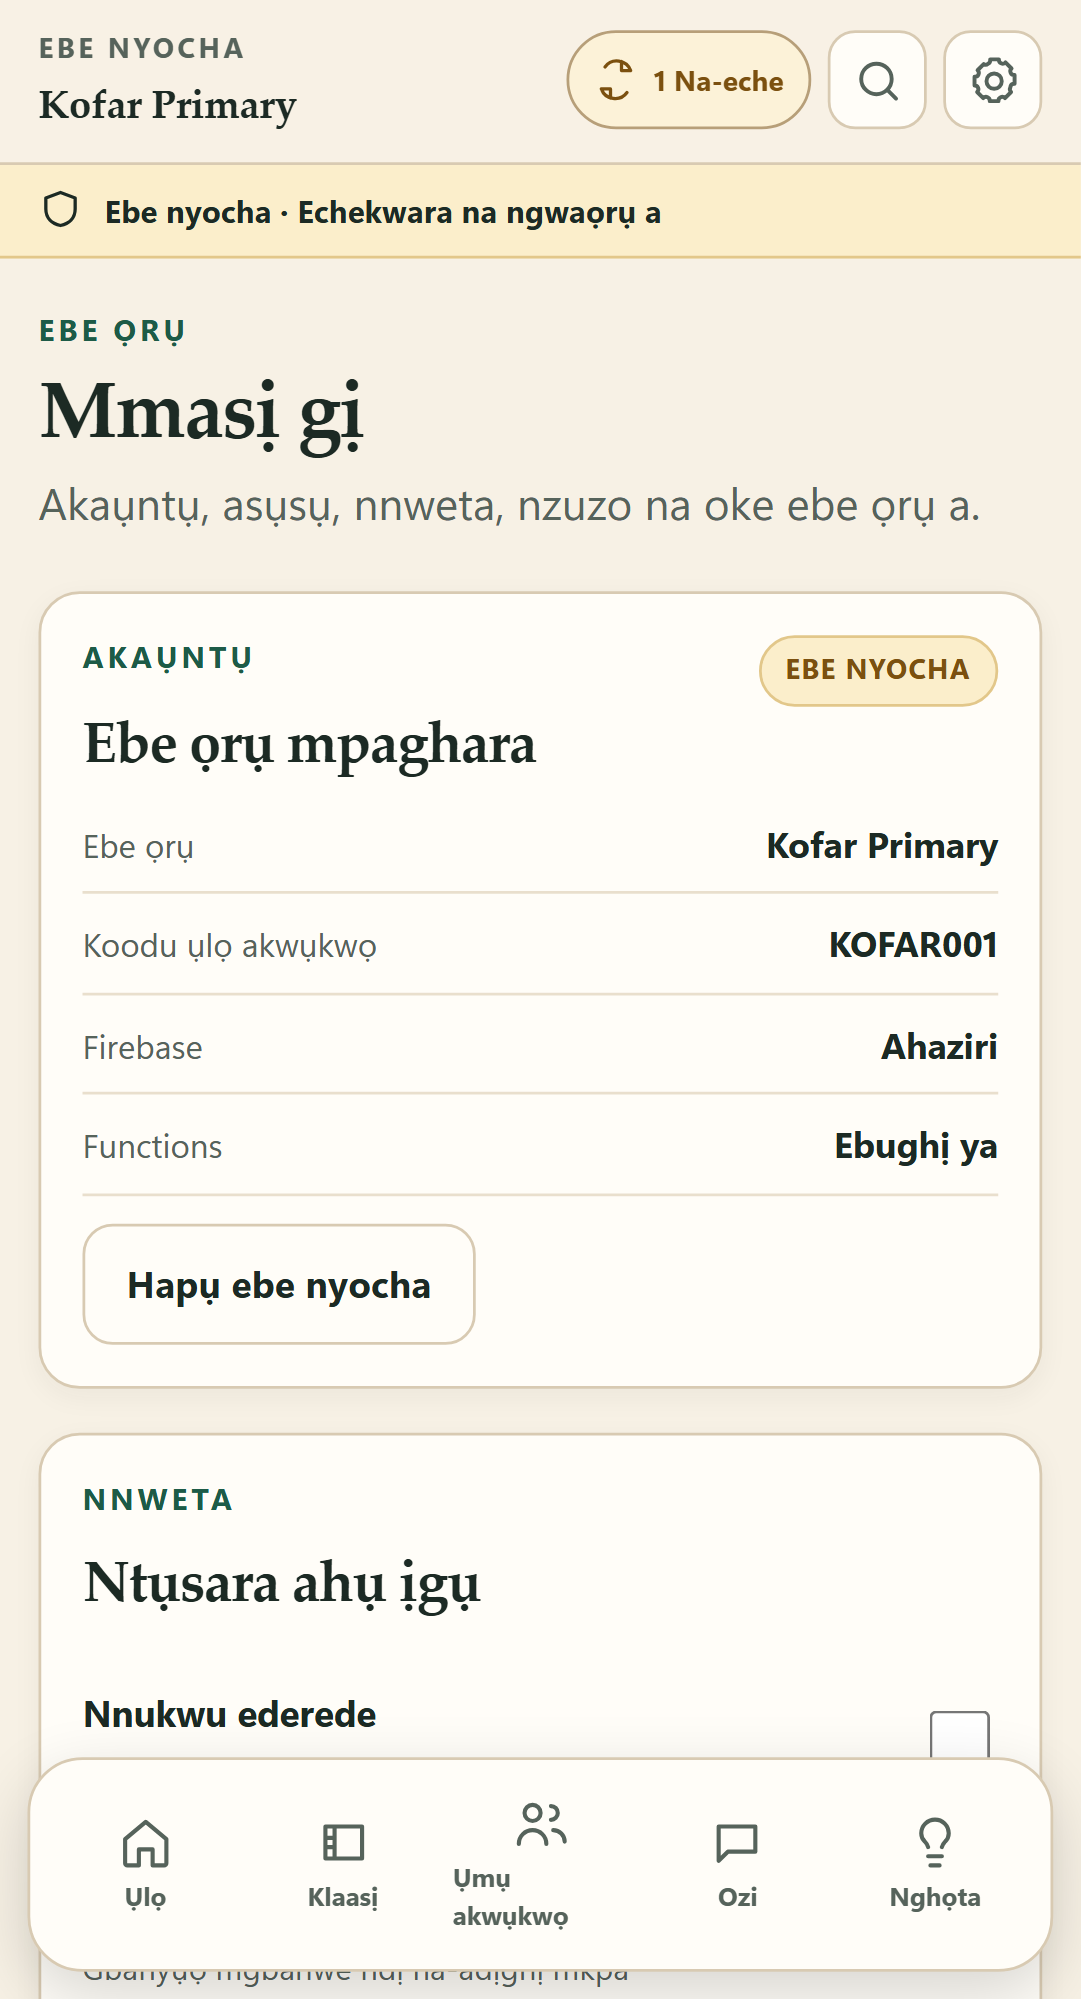 EBE NYOCHA
Kofar Primary
1 Na-eche
Ebe nyocha · Echekwara na ngwaọrụ a
EBE ỌRỤ
Mmasị gị
Akaụntụ, asụsụ, nnweta, nzuzo na oke ebe ọrụ a.
AKAỤNTỤ
EBE NYOCHA
Ebe ọrụ mpaghara
Ebe ọrụ
Kofar Primary
Koodu ụlọ akwụkwọ
KOFAR001
Firebase
Ahaziri
Functions
Ebughị ya
Hapụ ebe nyocha
NNWETA
Ntụsara ahụ ịgụ
Nnukwu ederede
Ụlọ
Klaasị
Ụmụ
akwụkwọ
Ozi
Nghọta